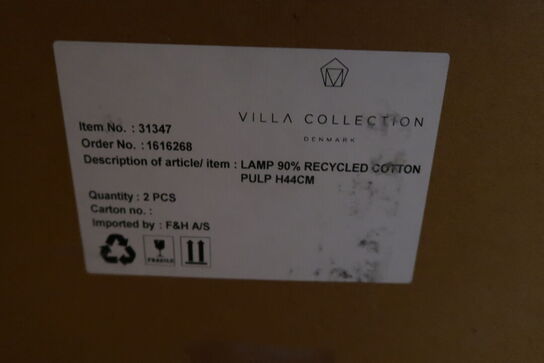 VILLA COLLECTION
DENMARK
Item No. : 31347
Order No. : 1616268
Description of article/ item : LAMP 90% RECYCLED COTTON
PULP H44CM
Quantity : 2 PCS
Carton no. :
Imported by : F&H A/S
FRAGILE